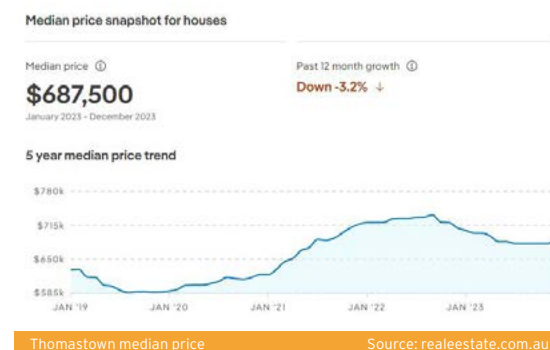 Median price snapshot for houses
Median price ⓘ
Past 12 month growth ⓘ
$687,500
Down -3.2% ↓
January 2023 - December 2023
5 year median price trend
$780k
$715k
$650k
$585k
JAN '19 JAN '20 JAN '21 JAN '22 JAN '23
Thomastown median price
Source: realeestate.com.au